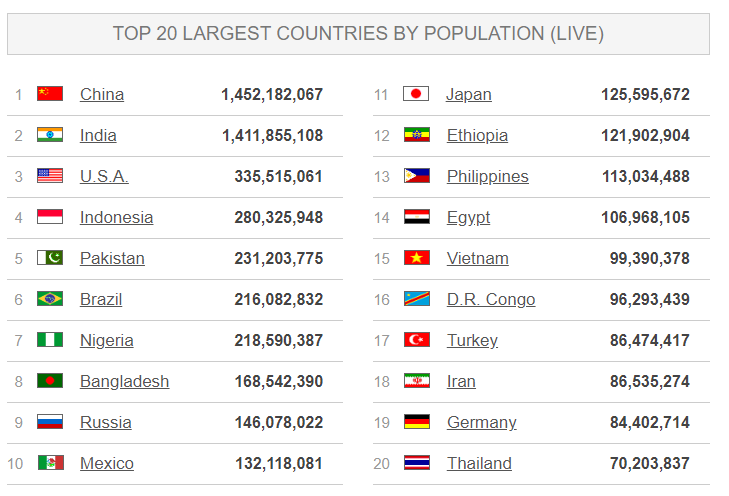 TOP 20 LARGEST COUNTRIES BY POPULATION (LIVE)
1 China 1,452,182,067
2 India 1,411,855,108
3 U.S.A. 335,515,061
4 Indonesia 280,325,948
5 Pakistan 231,203,775
6 Brazil 216,082,832
7 Nigeria 218,590,387
8 Bangladesh 168,542,390
9 Russia 146,078,022
10 Mexico 132,118,081
11 Japan 125,595,672
12 Ethiopia 121,902,904
13 Philippines 113,034,488
14 Egypt 106,968,105
15 Vietnam 99,390,378
16 D.R. Congo 96,293,439
17 Turkey 86,474,417
18 Iran 86,535,274
19 Germany 84,402,714
20 Thailand 70,203,837